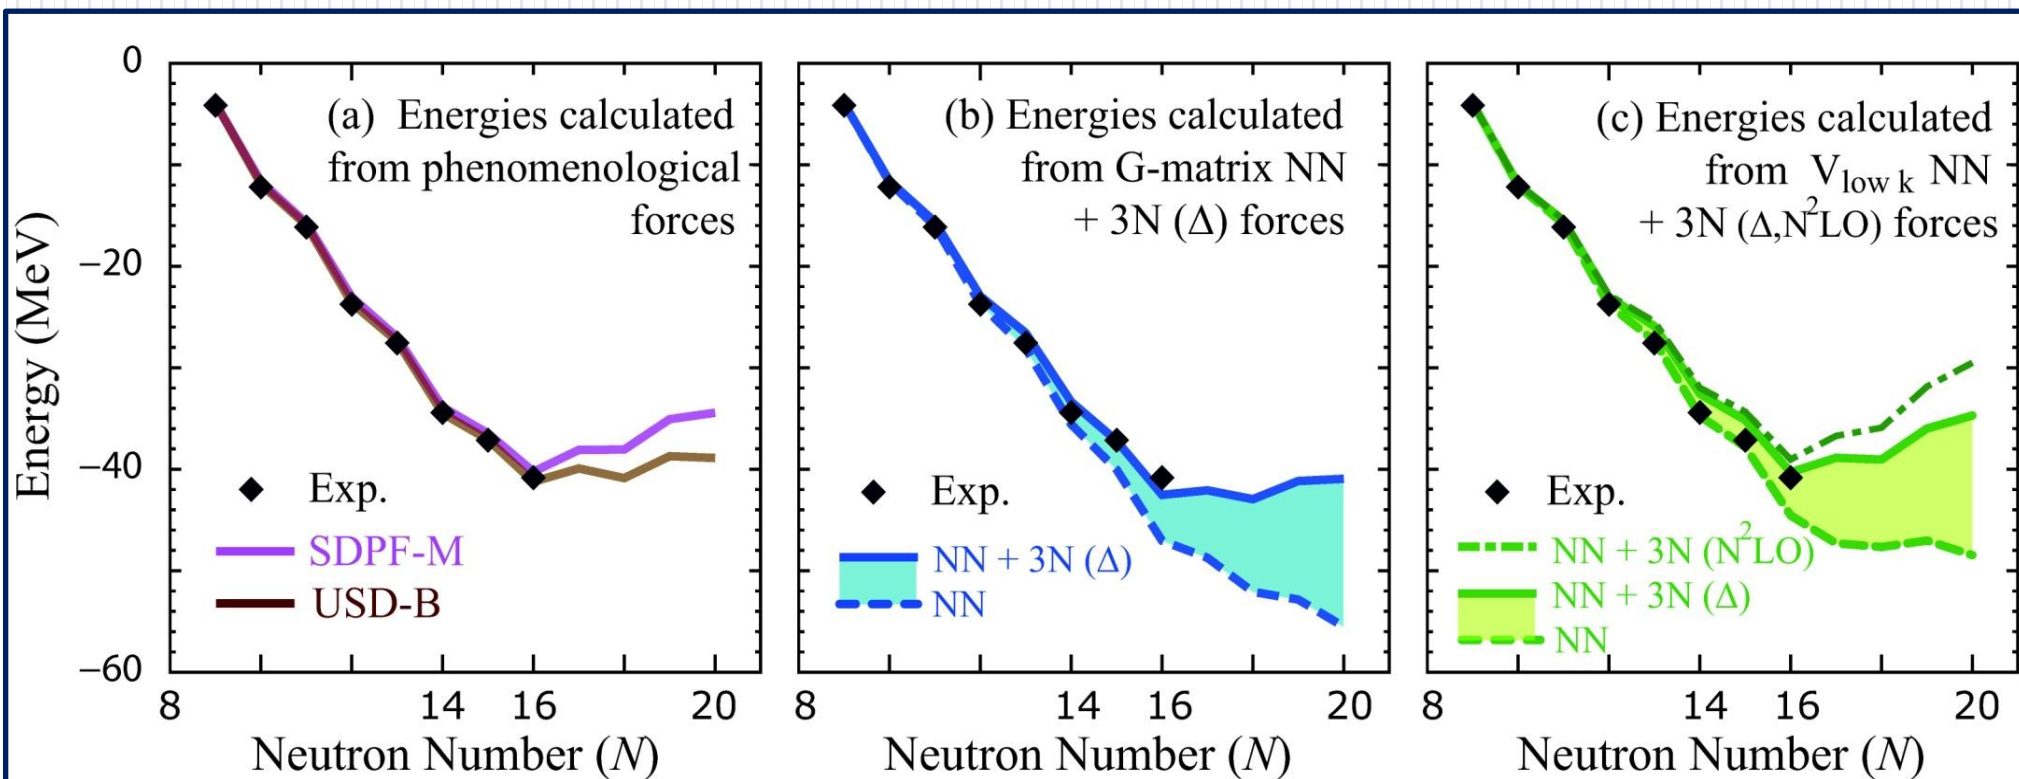 0
−20
−40
−60
Energy (MeV)
(a) Energies calculated
from phenomenological
forces
Exp.
SDPF-M
USD-B
8
14
16
20
Neutron Number (N)
(b) Energies calculated
from G-matrix NN
+ 3N (Δ) forces
Exp.
NN + 3N (Δ)
NN
8
14
16
20
Neutron Number (N)
(c) Energies calculated
from V low k NN
+ 3N (Δ,N²LO) forces
Exp.
NN + 3N (N²LO)
NN + 3N (Δ)
NN
8
14
16
20
Neutron Number (N)